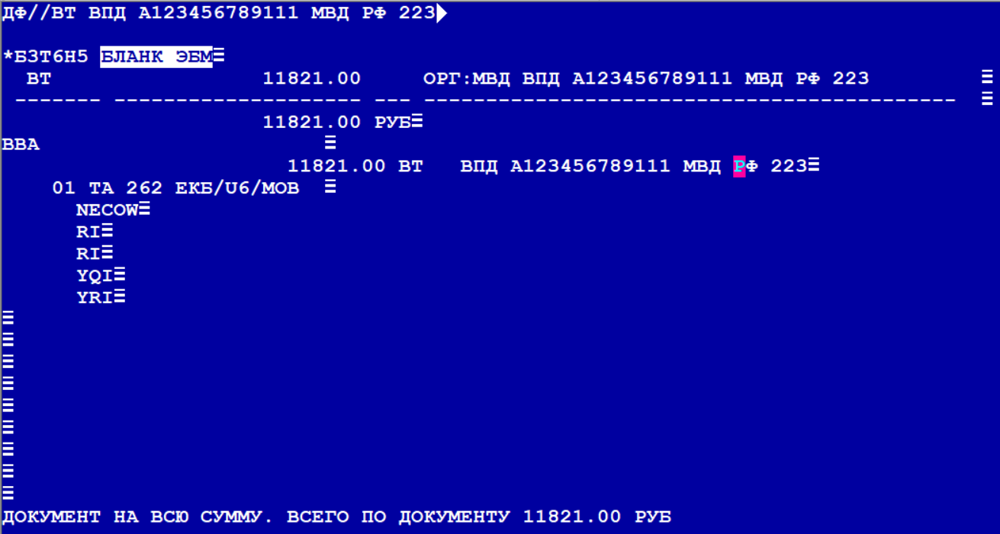 ДФ//ВТ ВПД А123456789111 МВД РФ 223
*Б3Т6Н5 БЛАНК ЭБМ
ВТ 11821.00 ОРГ:МВД ВПД А123456789111 МВД РФ 223
------- -------------------- --- -------------------------------------------
11821.00 РУБ
ВВА
11821.00 ВТ ВПД А123456789111 МВД РФ 223
01 ТА 262 ЕКБ/U6/МОВ
NECOW
RI
RI
YQI
YRI
ДОКУМЕНТ НА ВСЮ СУММУ. ВСЕГО ПО ДОКУМЕНТУ 11821.00 РУБ